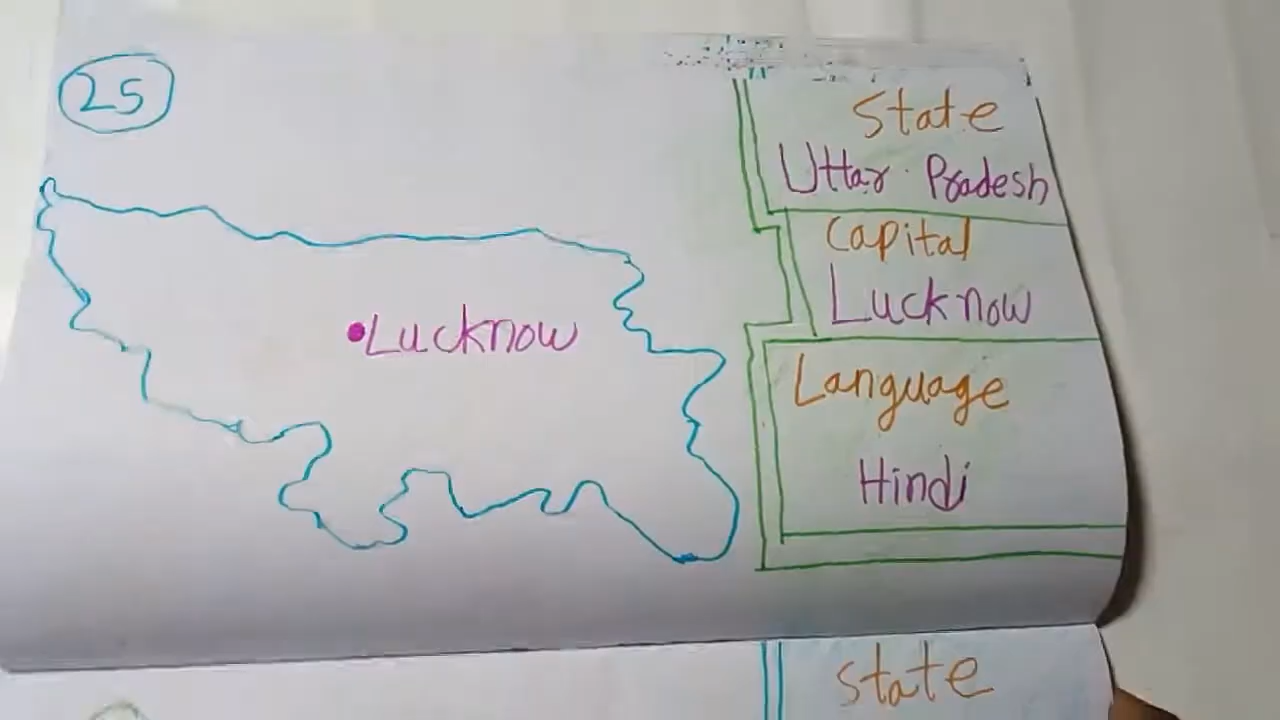 25
State
Uttar Pradesh
Capital
Lucknow
Lucknow
Language
Hindi
State